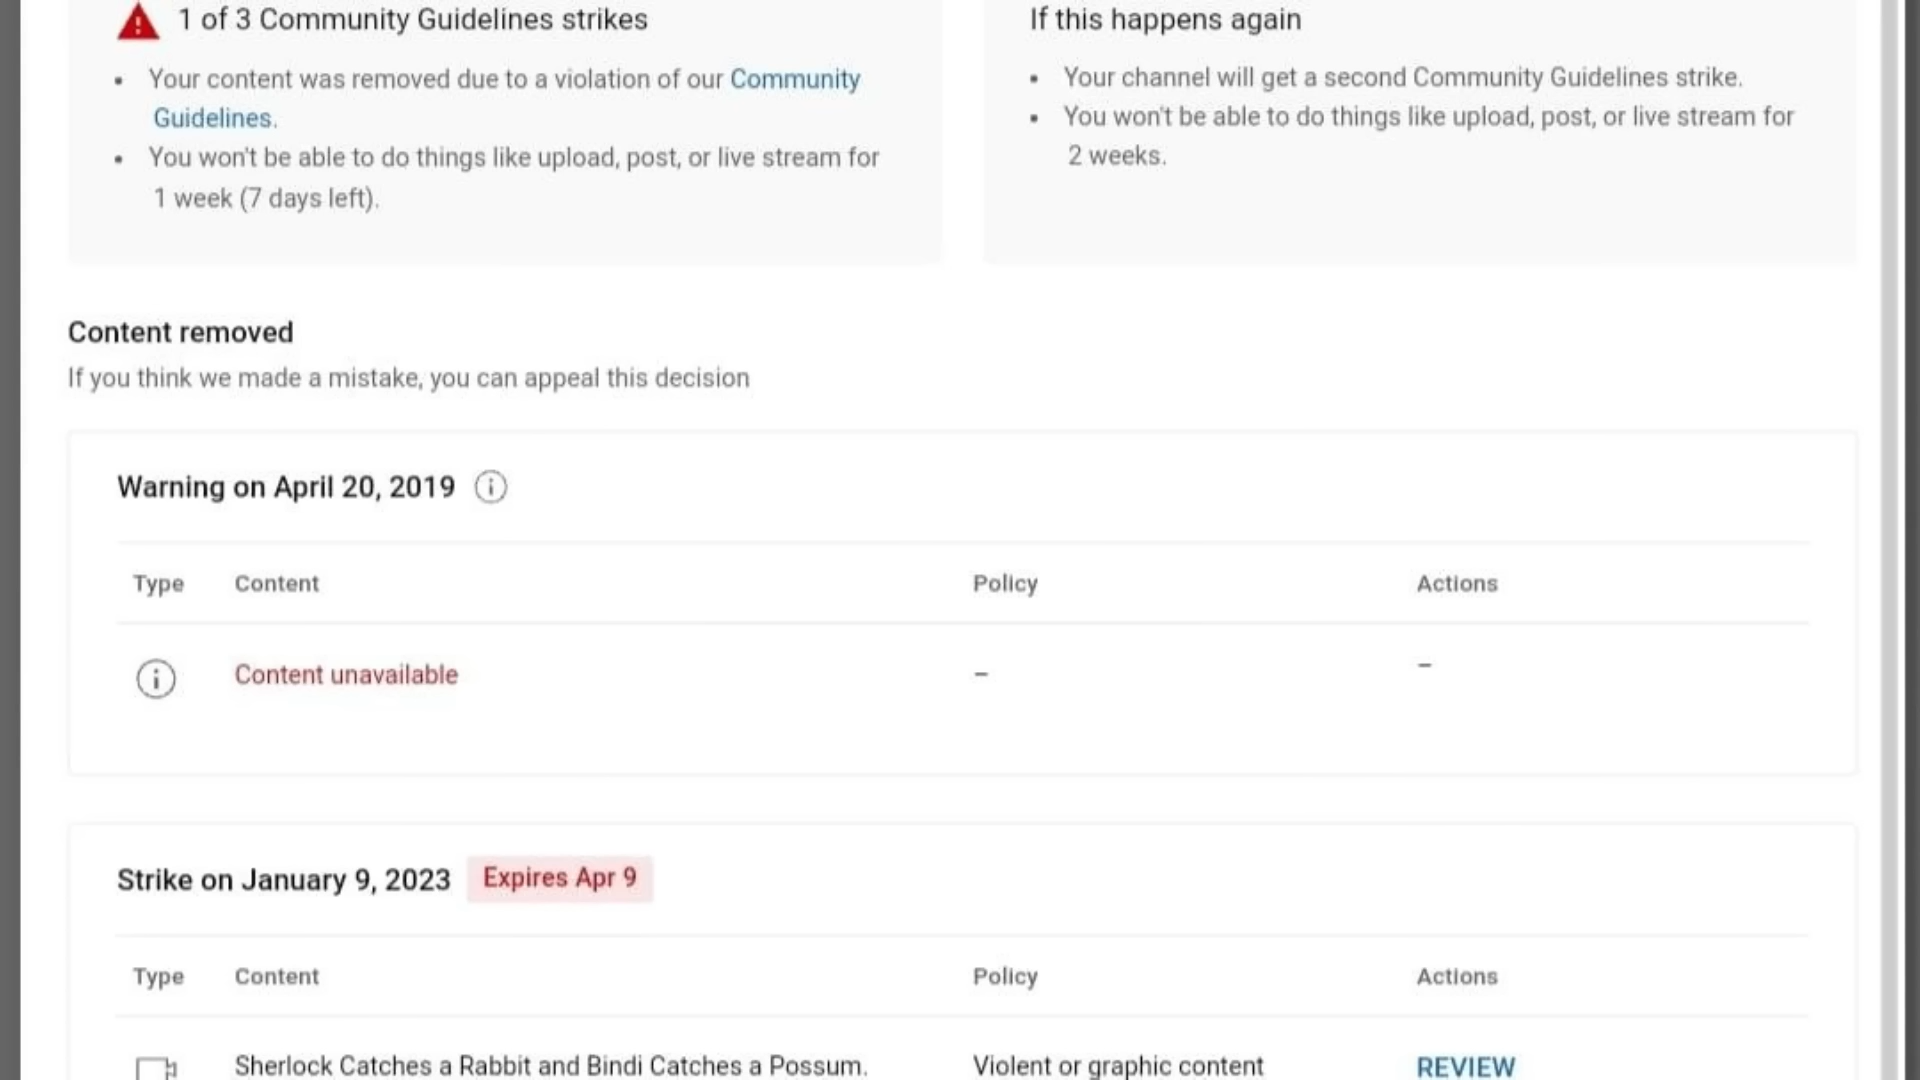 1 of 3 Community Guidelines strikes
• Your content was removed due to a violation of our Community
Guidelines.
• You won't be able to do things like upload, post, or live stream for
1 week (7 days left).
If this happens again
• Your channel will get a second Community Guidelines strike.
• You won't be able to do things like upload, post, or live stream for
2 weeks.
Content removed
If you think we made a mistake, you can appeal this decision
Warning on April 20, 2019
Type Content Policy Actions
Content unavailable – –
Strike on January 9, 2023 Expires Apr 9
Type Content Policy Actions
Sherlock Catches a Rabbit and Bindi Catches a Possum. Violent or graphic content REVIEW